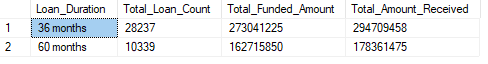 Loan_Duration Total_Loan_Count Total_Funded_Amount Total_Amount_Received
1 36 months 28237 273041225 294709458
2 60 months 10339 162715850 178361475